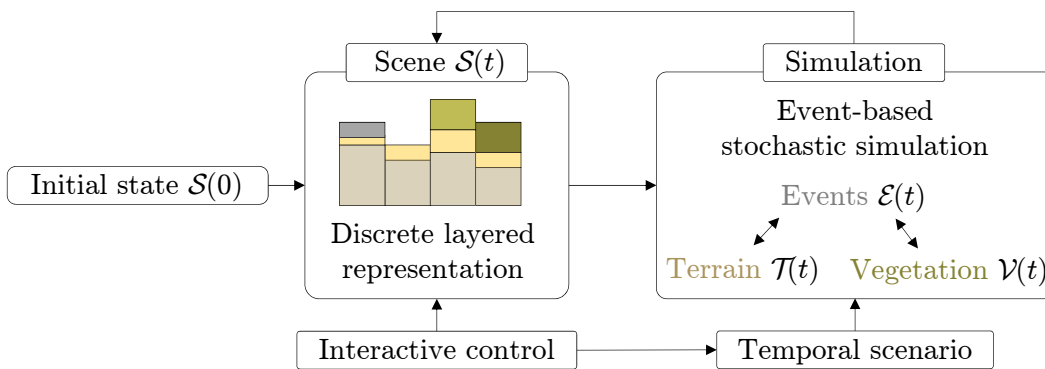 Scene 𝒮(t)
Simulation
Event-based
stochastic simulation
Initial state 𝒮(0)
Events ℰ(t)
Discrete layered
representation
Terrain 𝒯(t)
Vegetation 𝒱(t)
Interactive control
Temporal scenario